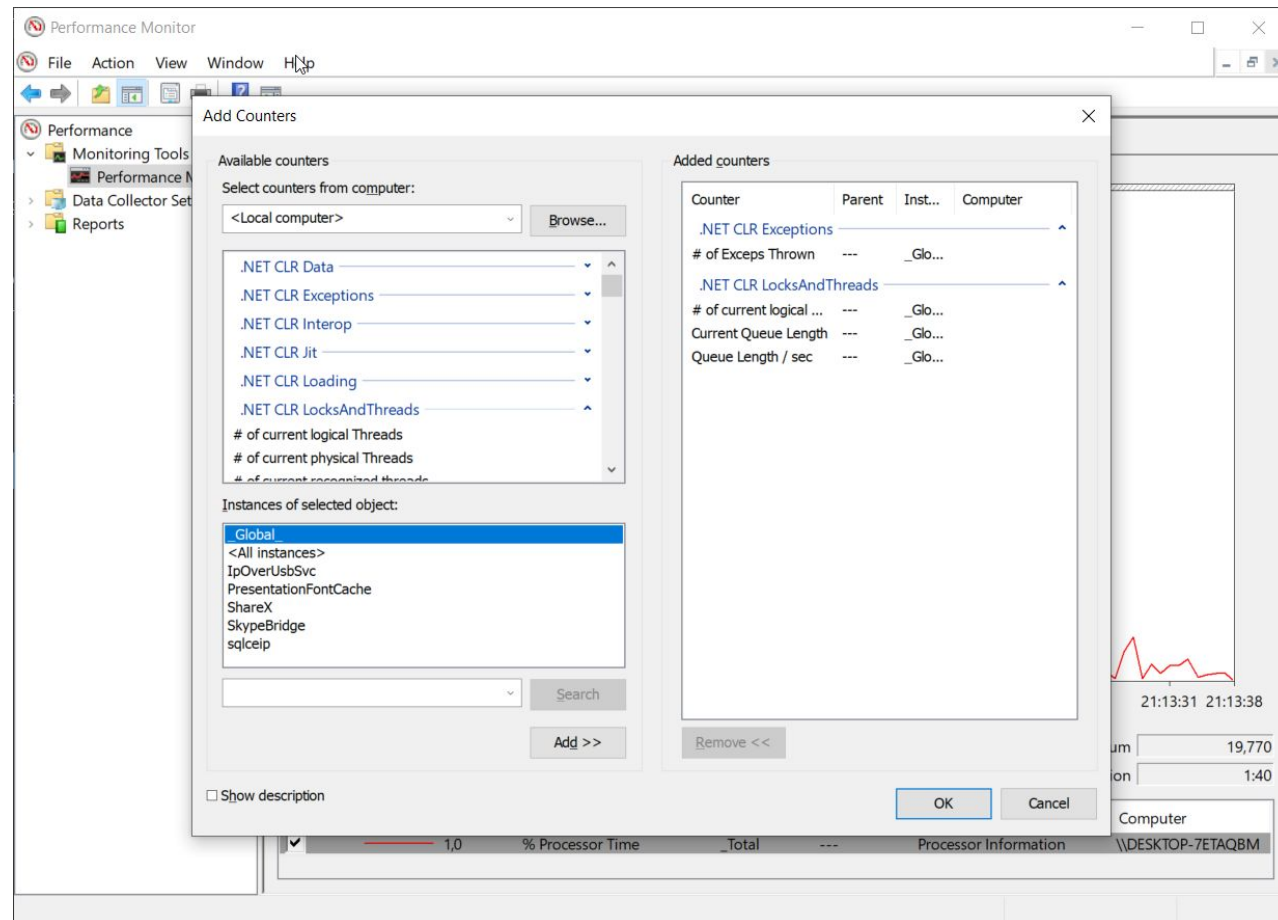 Performance Monitor
File Action View Window Help
Performance
Monitoring Tools
Performance M
Data Collector Set
Reports
Add Counters
Available counters
Select counters from computer:
<Local computer>
Browse...
.NET CLR Data
.NET CLR Exceptions
.NET CLR Interop
.NET CLR Jit
.NET CLR Loading
.NET CLR LocksAndThreads
# of current logical Threads
# of current physical Threads
# of current recognized threads
Instances of selected object:
_Global_
<All instances>
IpOverUsbSvc
PresentationFontCache
ShareX
SkypeBridge
sqlceip
Search
Add >>
Show description
Added counters
Counter Parent Inst... Computer
.NET CLR Exceptions
# of Exceps Thrown --- _Glo...
.NET CLR LocksAndThreads
# of current logical ... --- _Glo...
Current Queue Length --- _Glo...
Queue Length / sec --- _Glo...
Remove <<
OK Cancel
21:13:31 21:13:38
um 19,770
ion 1:40
Computer
1,0 % Processor Time _Total --- Processor Information \\DESKTOP-7ETAQBM